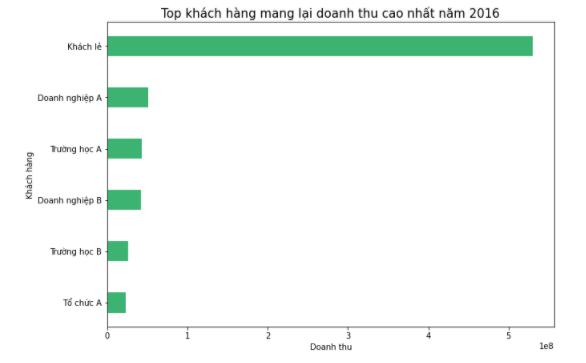 Top khách hàng mang lại doanh thu cao nhất năm 2016
Khách lẻ
Doanh nghiệp A
Trường học A
Doanh nghiệp B
Trường học B
Tổ chức A
Khách hàng
0 1 2 3 4 5
1e8
Doanh thu